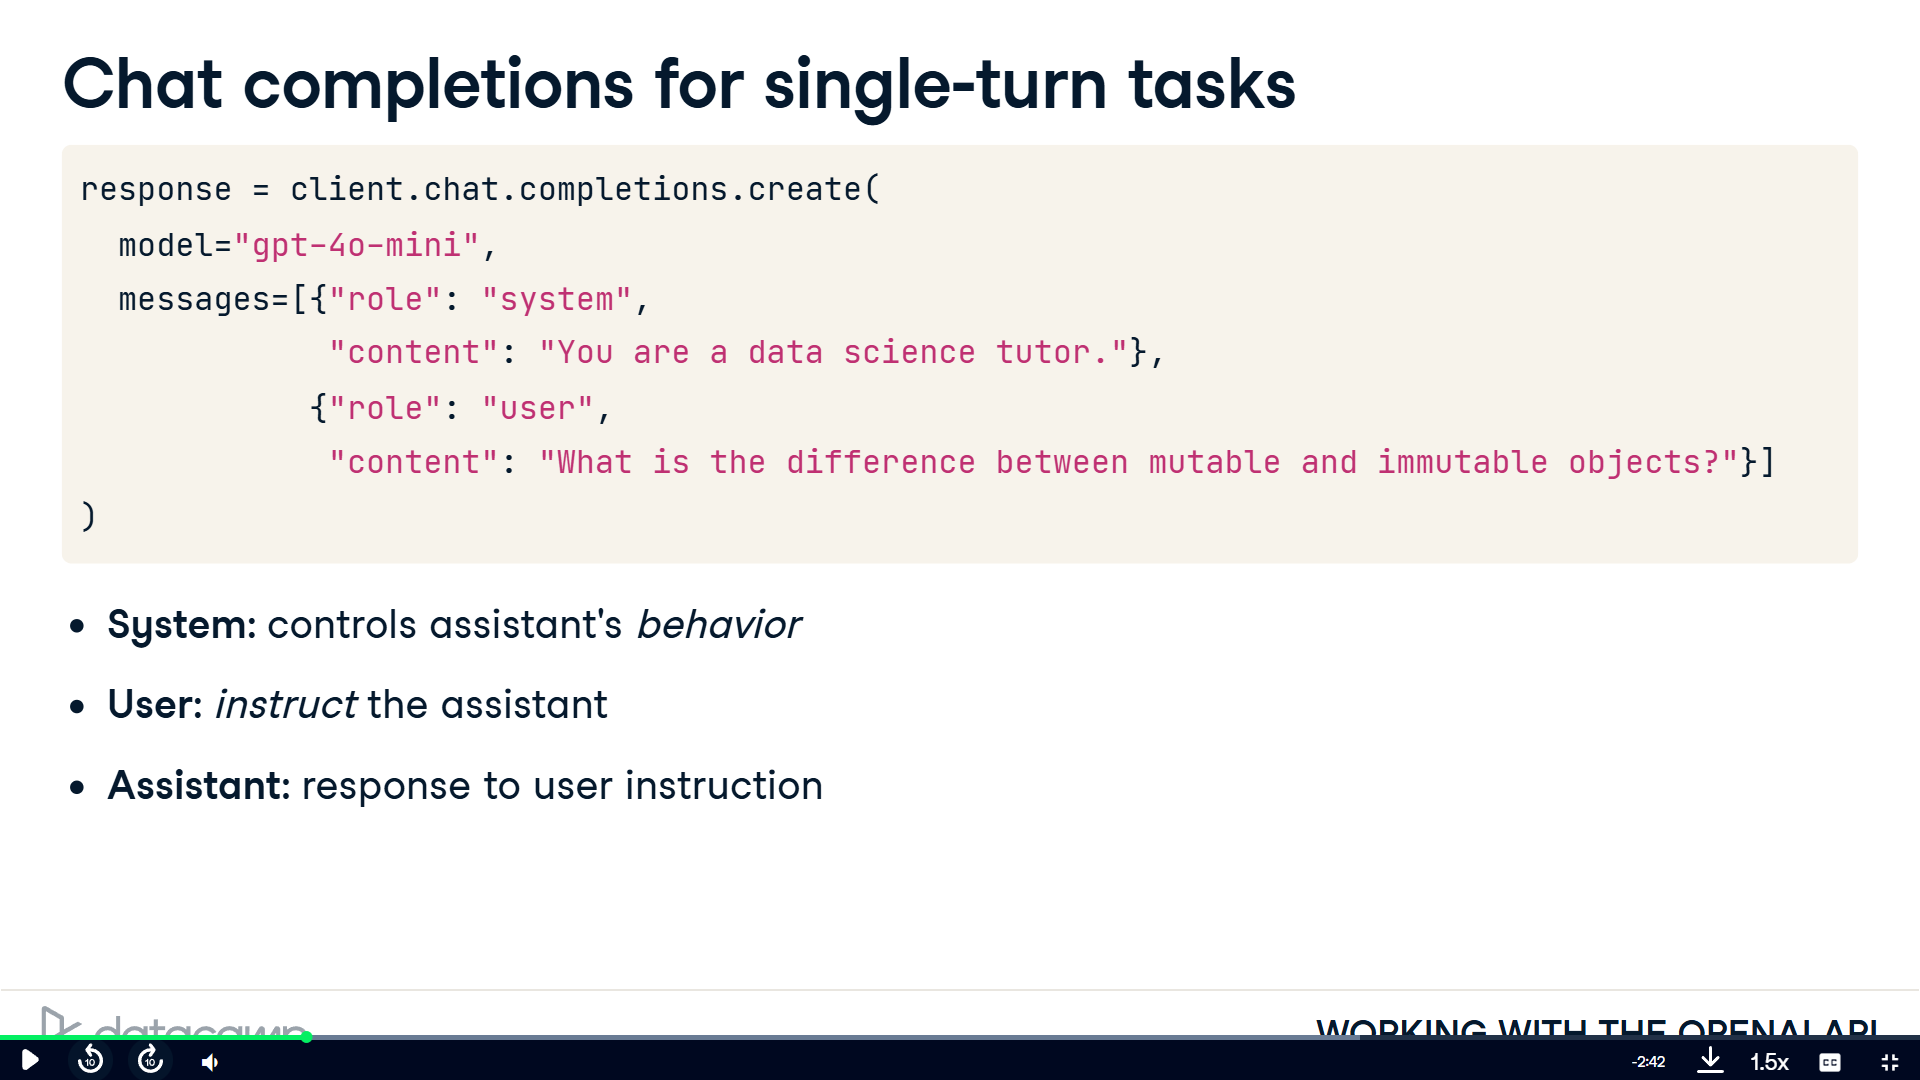 Chat completions for single-turn tasks
response = client.chat.completions.create(
model="gpt-4o-mini",
messages=[{"role": "system",
"content": "You are a data science tutor."},
{"role": "user",
"content": "What is the difference between mutable and immutable objects?"}]
)
• System: controls assistant's behavior
• User: instruct the assistant
• Assistant: response to user instruction
datacamp
WORKING WITH THE OPENAI API
10 10 -2:42 1.5x CC